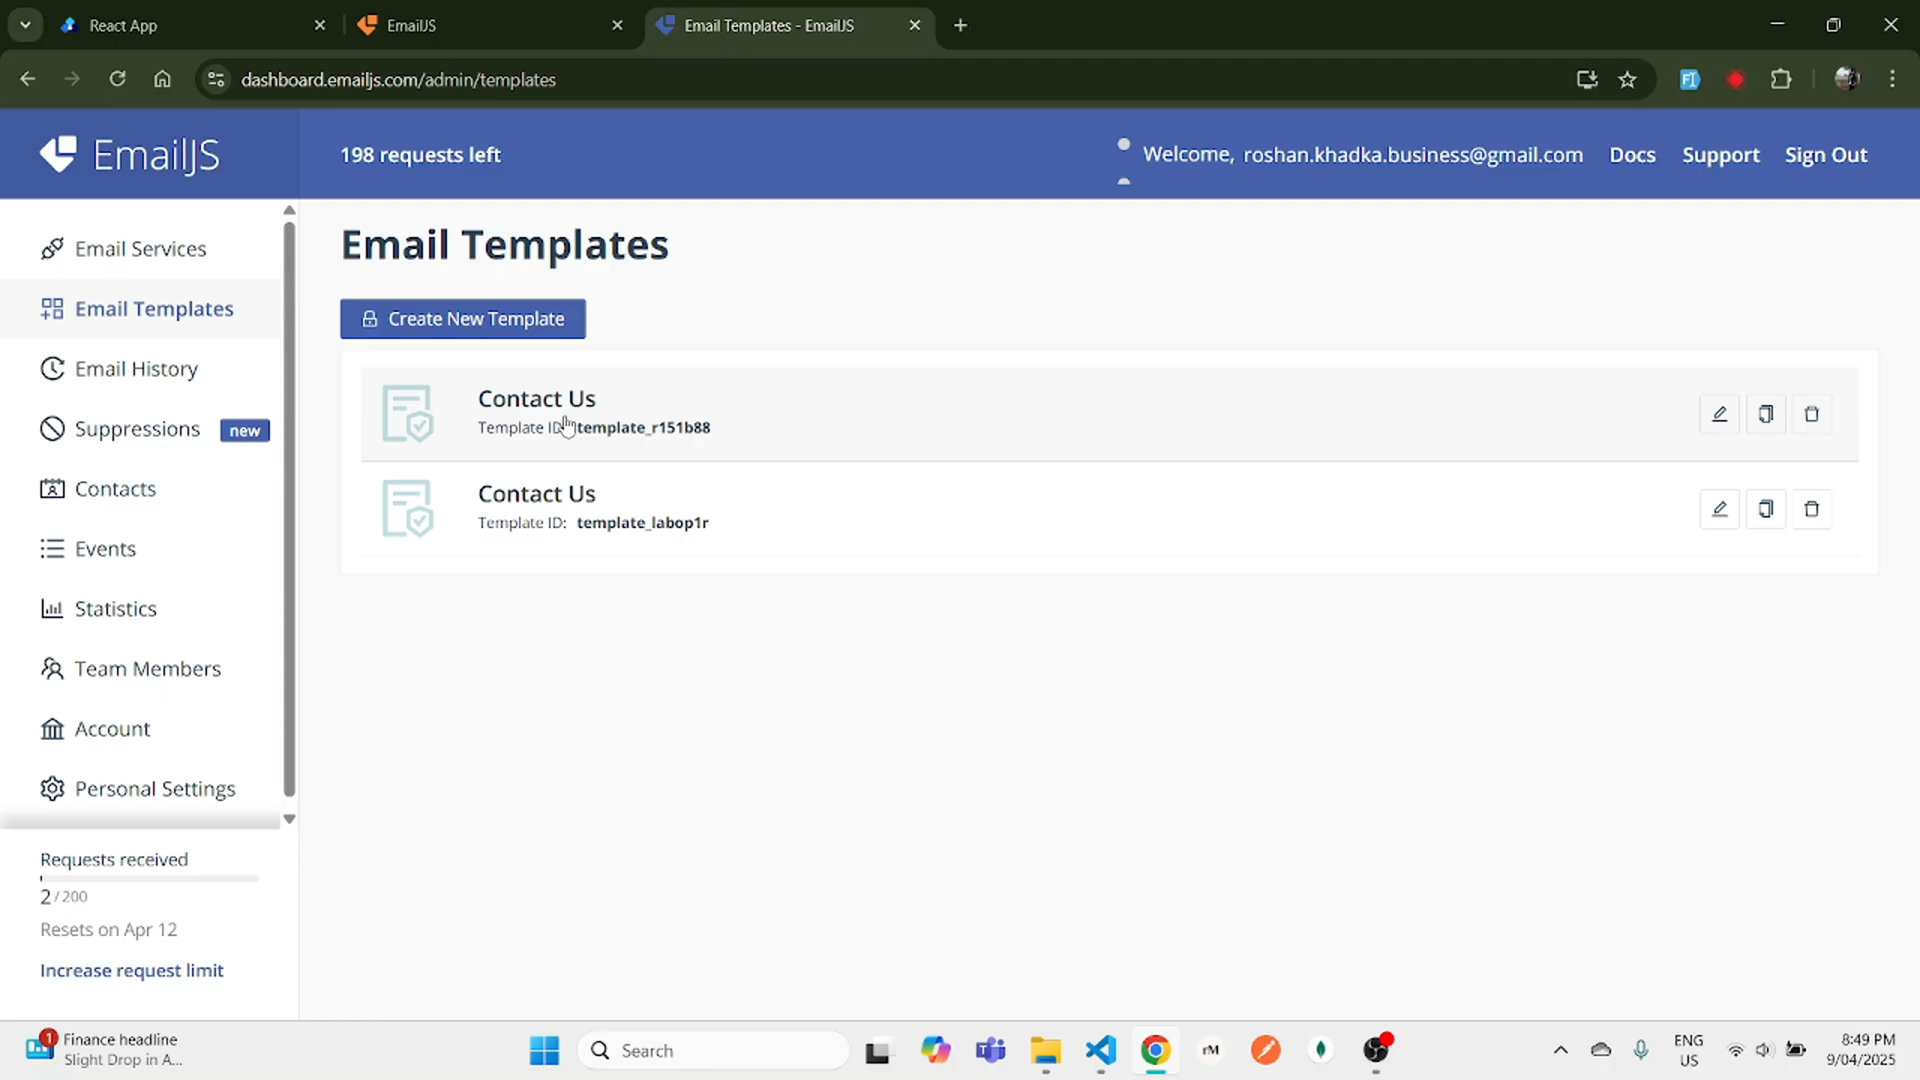 React App
EmailJS
Email Templates - EmailJS
dashboard.emailjs.com/admin/templates
EmailJS
198 requests left
Welcome, roshan.khadka.business@gmail.com
Docs
Support
Sign Out
Email Services
Email Templates
Email History
Suppressions new
Contacts
Events
Statistics
Team Members
Account
Personal Settings
Requests received
2 / 200
Resets on Apr 12
Increase request limit
Email Templates
Create New Template
Contact Us
Template ID: template_r151b88
Contact Us
Template ID: template_labop1r
1
Finance headline
Slight Drop in A...
Search
rM
ENG
US
8:49 PM
9/04/2025